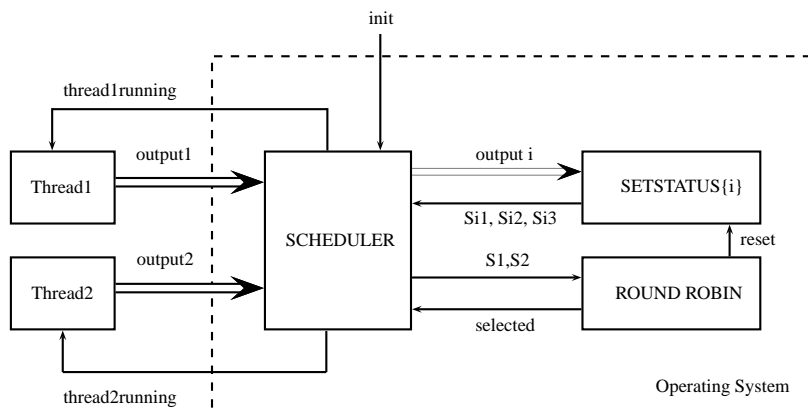 init
thread1running
output1
output i
Thread1
SETSTATUS{i}
Si1, Si2, Si3
SCHEDULER
reset
output2
S1,S2
Thread2
ROUND ROBIN
selected
Operating System
thread2running